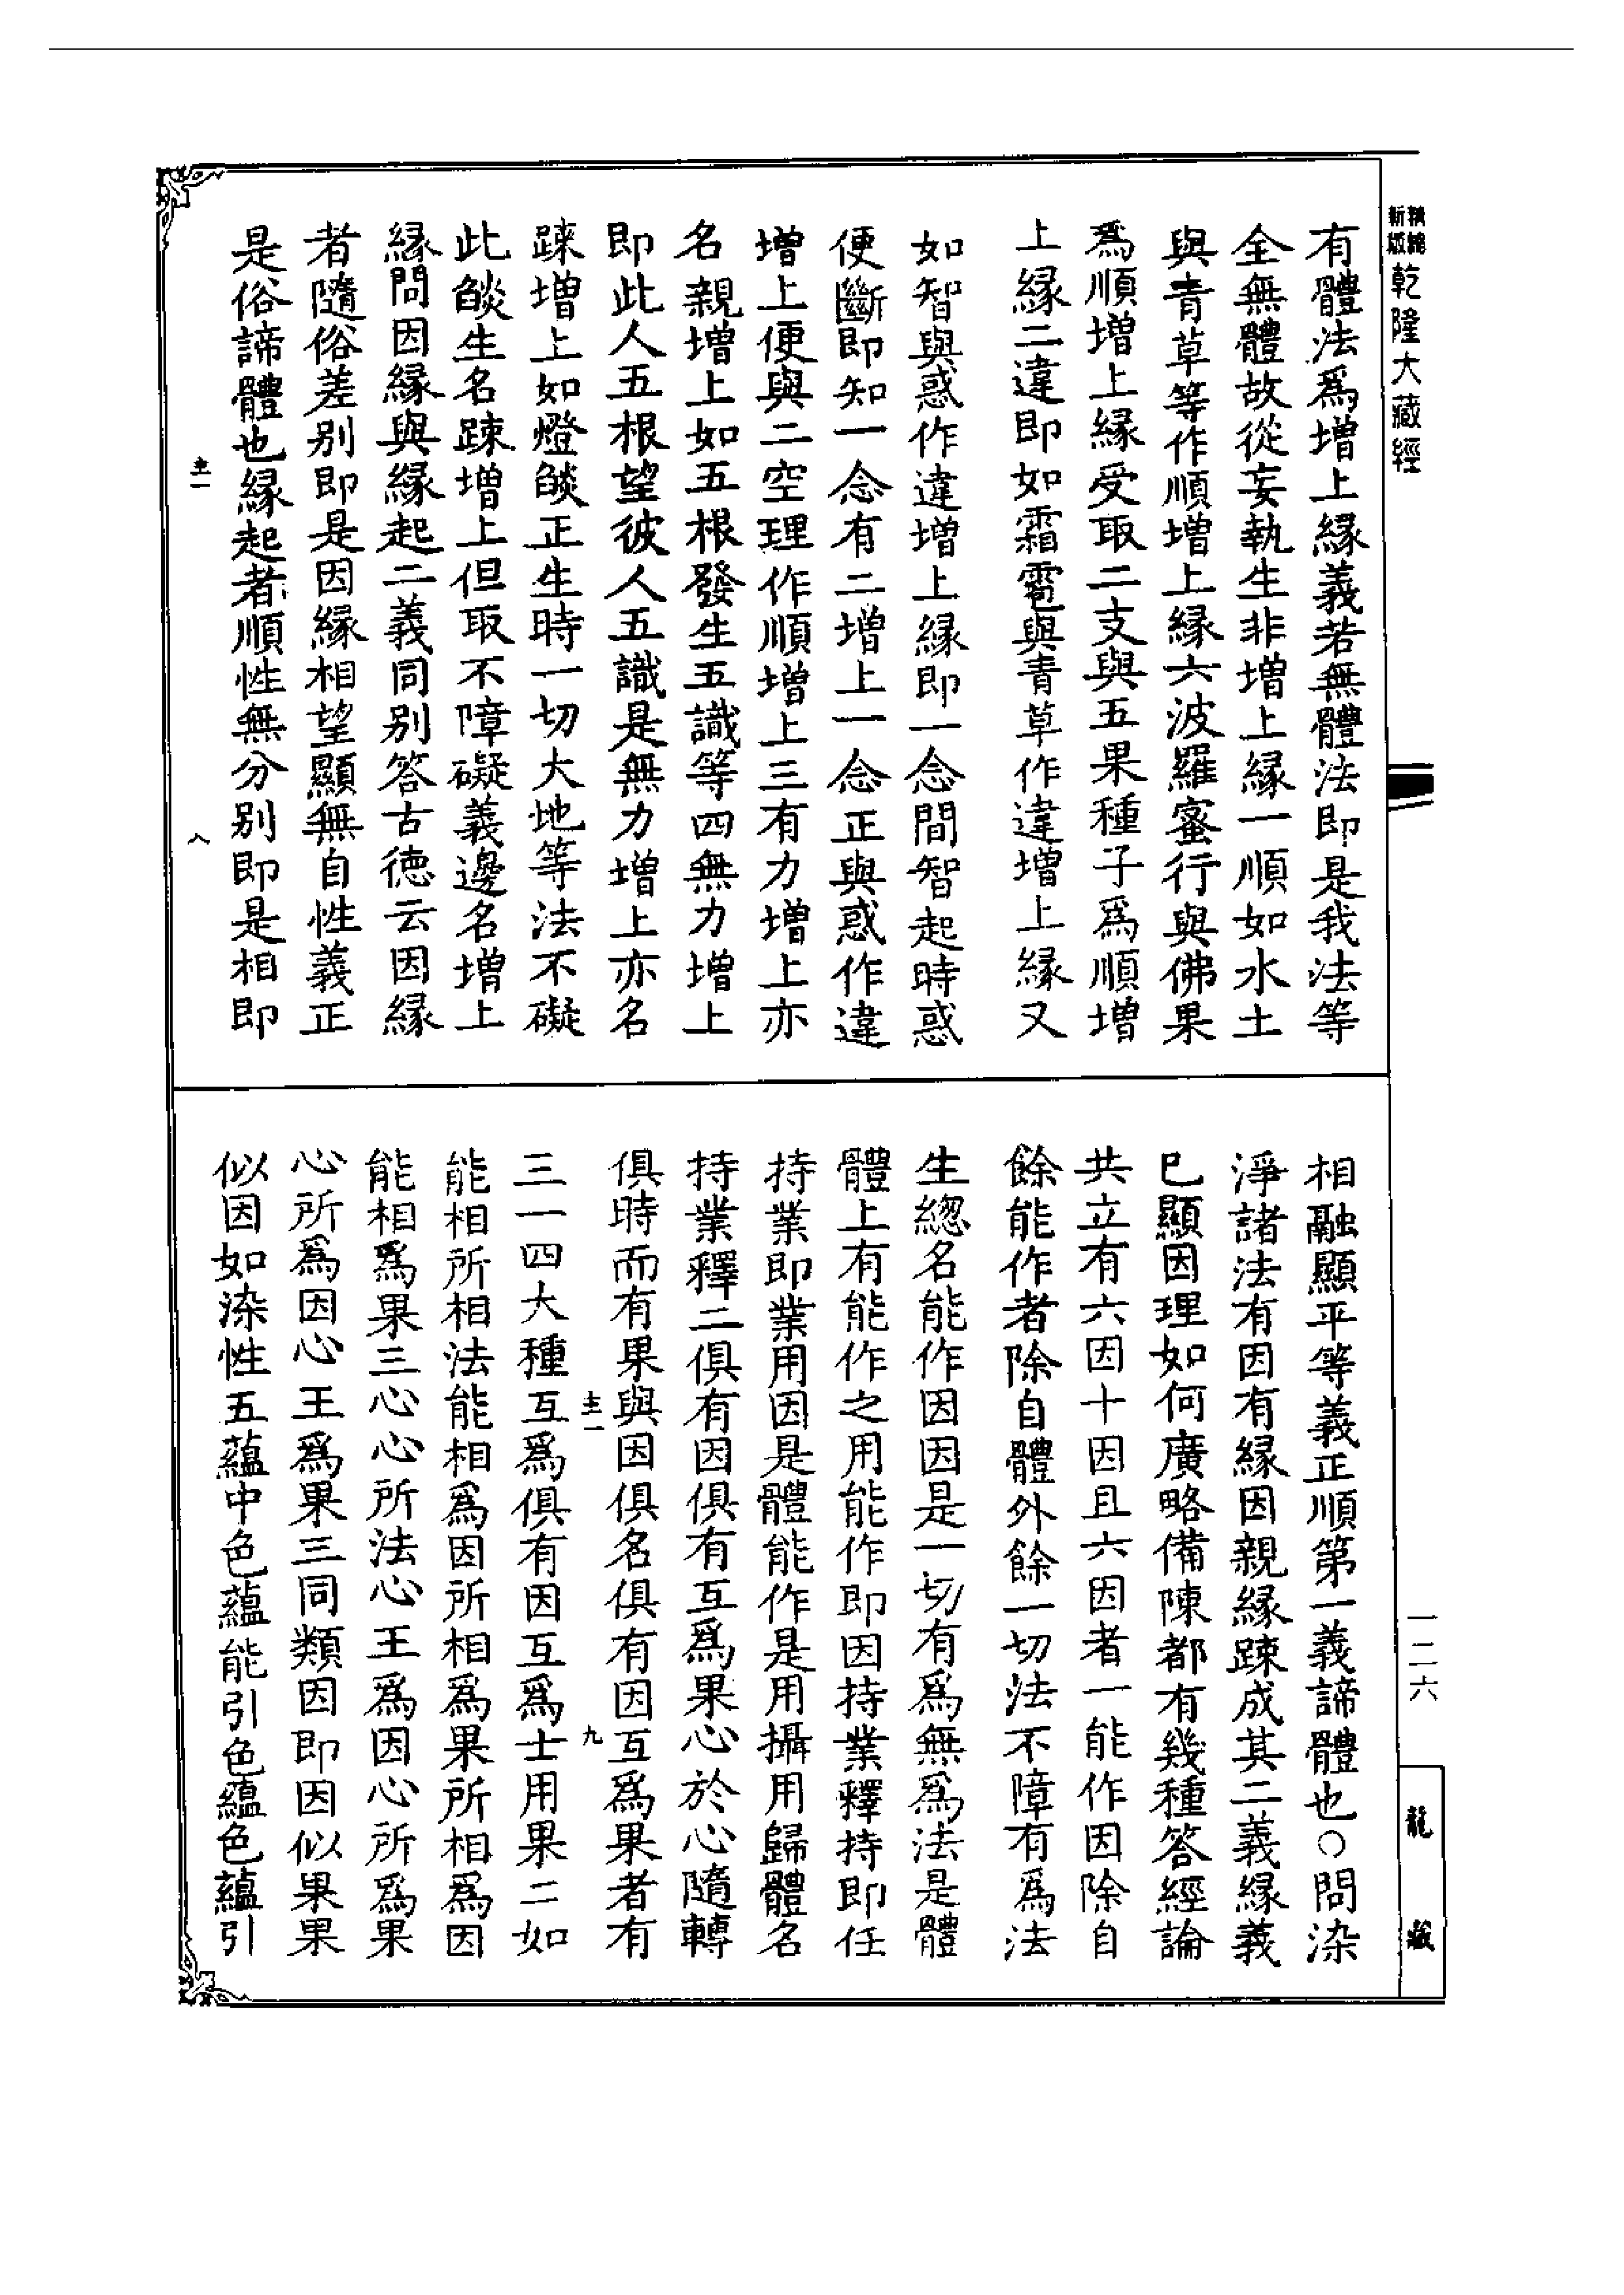 精縮
新版
乾隆大藏經
有體法爲增上緣義若無體法即是我法等
全無體故從妄執生非增上緣一順如水土
與青草等作順增上緣六波羅蜜行與佛果
爲順增上緣受取二支與五果種子爲順增
上緣二違即如霜雹與青草作違增上緣又
如智與惑作違增上緣即一念間智起時惑
便斷即知一念有二增上一念正與惑作違
增上便與二空理作順增上三有力增上亦
名親增上如五根發生五識等四無力增上
即此人五根望彼人五識是無力增上亦名
踈增上如燈燄正生時一切大地等法不礙
此燄生名踈增上但取不障礙義邊名增上
緣問因緣與緣起二義同別答古德云因緣
者隨俗差別即是因緣相望顯無自性義正
是俗諦體也緣起者順性無分別即是相即
主一
八
相融顯平等義正順第一義諦體也○問染
淨諸法有因有緣因親緣踈成其二義緣義
已顯因理如何廣略備陳都有幾種答經論
共立有六因十因且六因者一能作因除自
餘能作者除自體外餘一切法不障有爲法
生總名能作因因是一切有爲無爲法是體
體上有能作之用能作即因持業釋持即任
持業即業用因是體能作是用攝用歸體名
持業釋二俱有因俱有互爲果心於心隨轉
俱時而有果與因俱名俱有因互爲果者有
主一
九
三一四大種互爲俱有因互爲士用果二如
能相所相法能相爲因所相爲果所相爲因
能相爲果三心心所法心王爲因心所爲果
心所爲因心王爲果三同類因即因似果果
似因如染性五蘊中色蘊能引色蘊色蘊引
一二六
龍藏